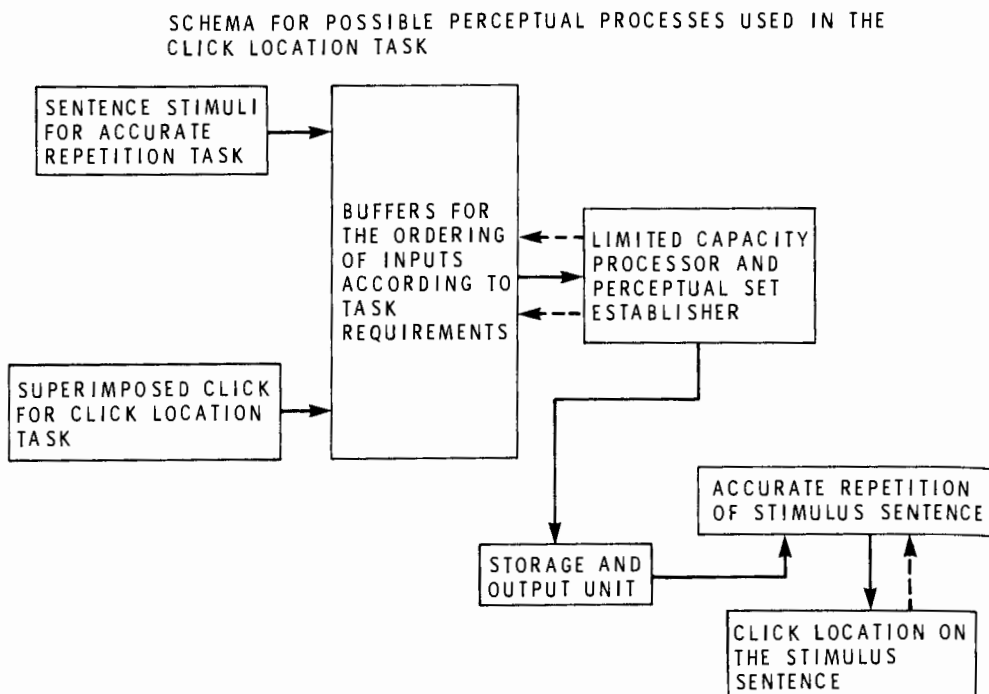 SCHEMA FOR POSSIBLE PERCEPTUAL PROCESSES USED IN THE
CLICK LOCATION TASK
SENTENCE STIMULI
FOR ACCURATE
REPETITION TASK
BUFFERS FOR
THE ORDERING
OF INPUTS
ACCORDING TO
TASK
REQUIREMENTS
LIMITED CAPACITY
PROCESSOR AND
PERCEPTUAL SET
ESTABLISHER
SUPERIMPOSED CLICK
FOR CLICK LOCATION
TASK
STORAGE AND
OUTPUT UNIT
ACCURATE REPETITION
OF STIMULUS SENTENCE
CLICK LOCATION ON
THE STIMULUS
SENTENCE